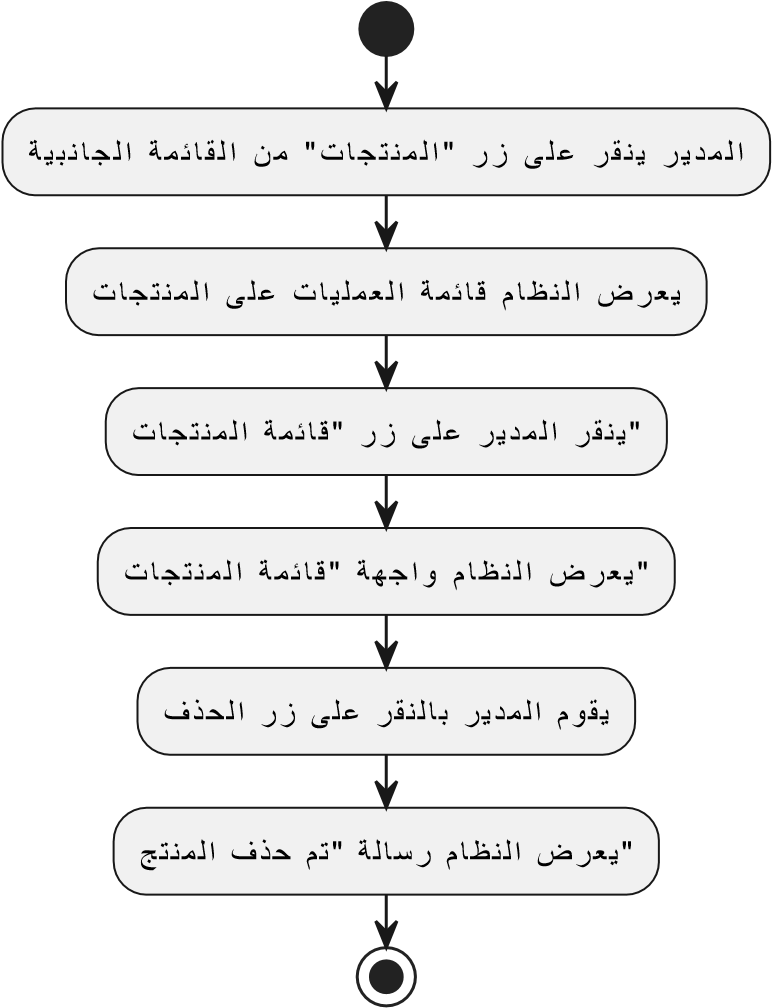 المدير ينقر على زر "المنتجات" من القائمة الجانبية
يعرض النظام قائمة العمليات على المنتجات
ينقر المدير على زر "قائمة المنتجات"
يعرض النظام واجهة "قائمة المنتجات"
يقوم المدير بالنقر على زر الحذف
يعرض النظام رسالة "تم حذف المنتج"